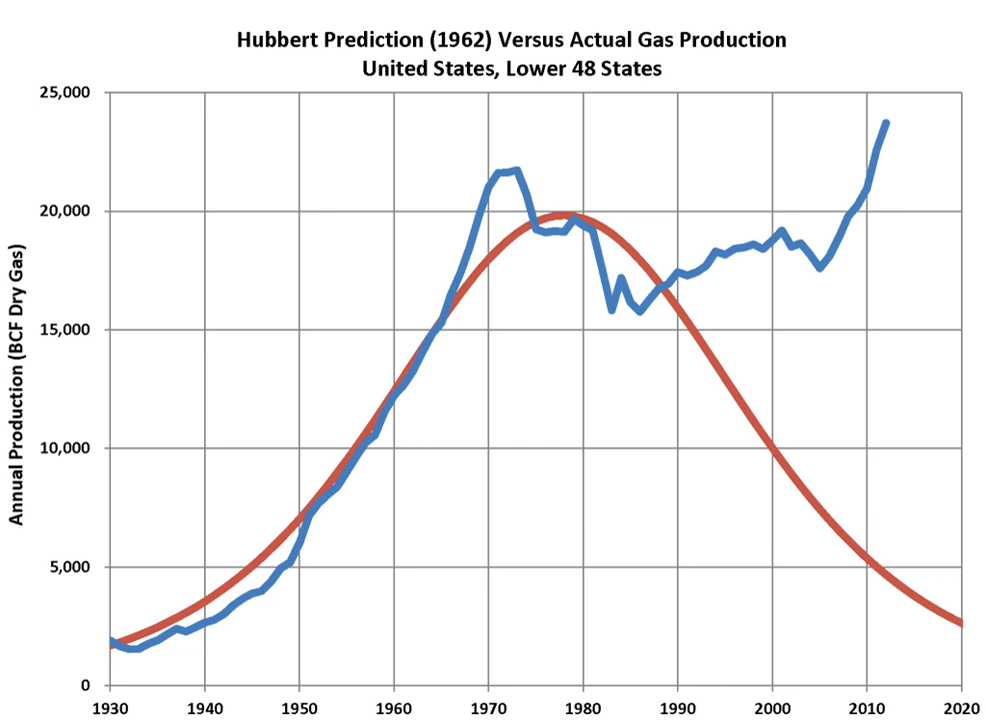 Hubbert Prediction (1962) Versus Actual Gas Production
United States, Lower 48 States
Annual Production (BCF Dry Gas)
25,000
20,000
15,000
10,000
5,000
0
1930 1940 1950 1960 1970 1980 1990 2000 2010 2020